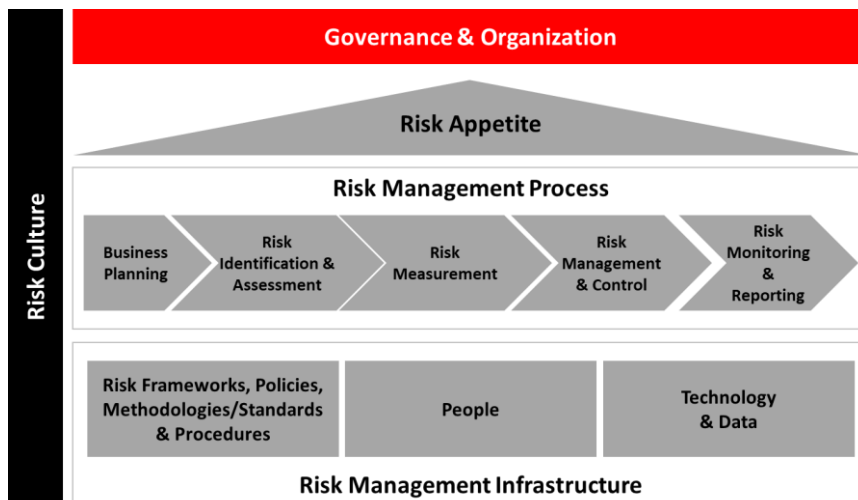 Governance & Organization
Risk Culture
Risk Appetite
Risk Management Process
Business
Planning
Risk
Identification &
Assessment
Risk
Measurement
Risk
Management
& Control
Risk
Monitoring
&
Reporting
Risk Frameworks, Policies,
Methodologies/Standards
& Procedures
People
Technology
& Data
Risk Management Infrastructure